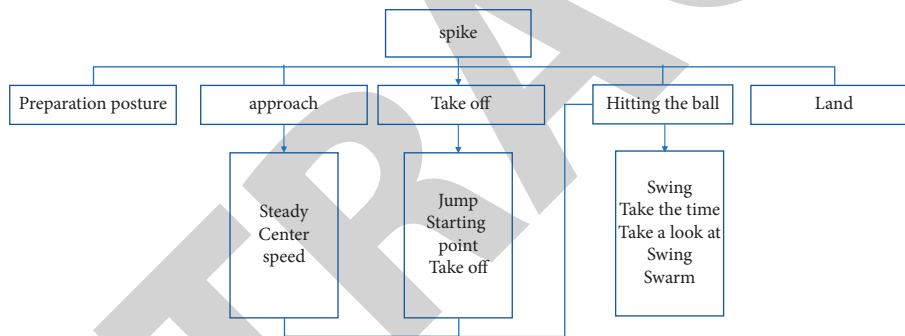 spike
Preparation posture
approach
Take off
Hitting the ball
Land
Steady
Center
speed
Jump
Starting
point
Take off
Swing
Take the time
Take a look at
Swing
Swarm